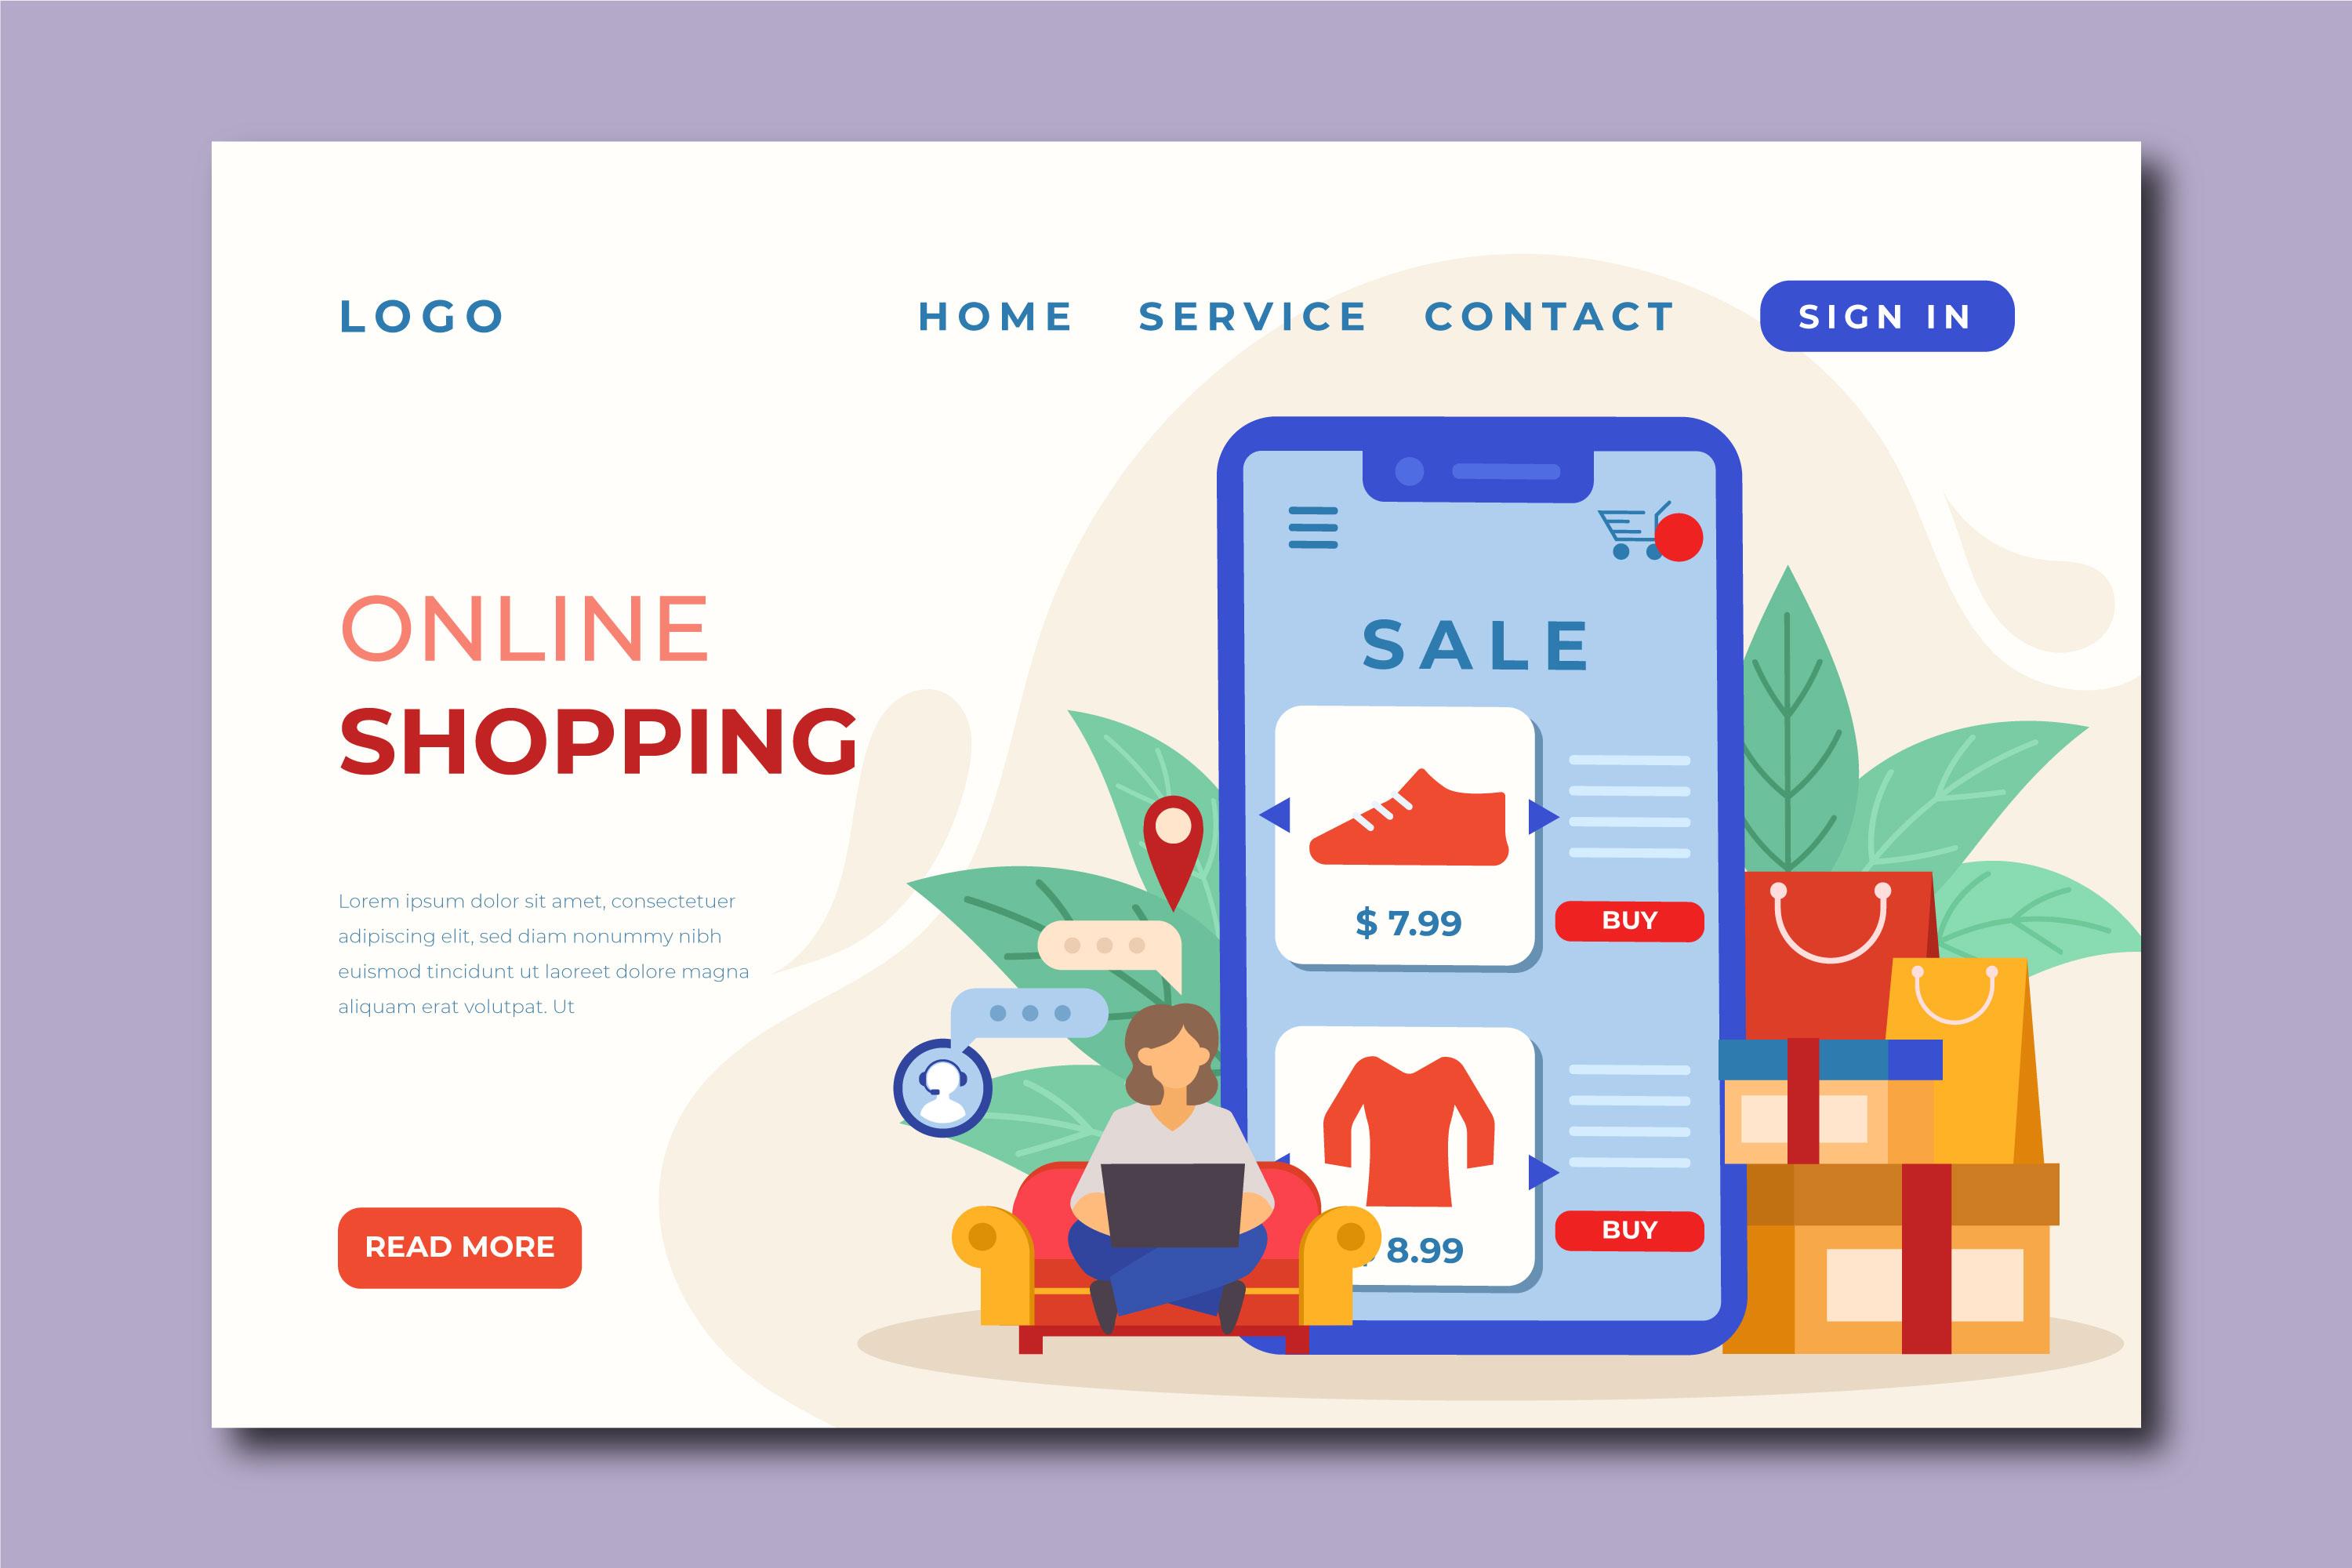 LOGO
HOME SERVICE CONTACT SIGN IN
ONLINE
SHOPPING
Lorem ipsum dolor sit amet, consectetuer
adipiscing elit, sed diam nonummy nibh
euismod tincidunt ut laoreet dolore magna
aliquam erat volutpat. Ut
READ MORE
SALE
$ 7.99
BUY
8.99
BUY